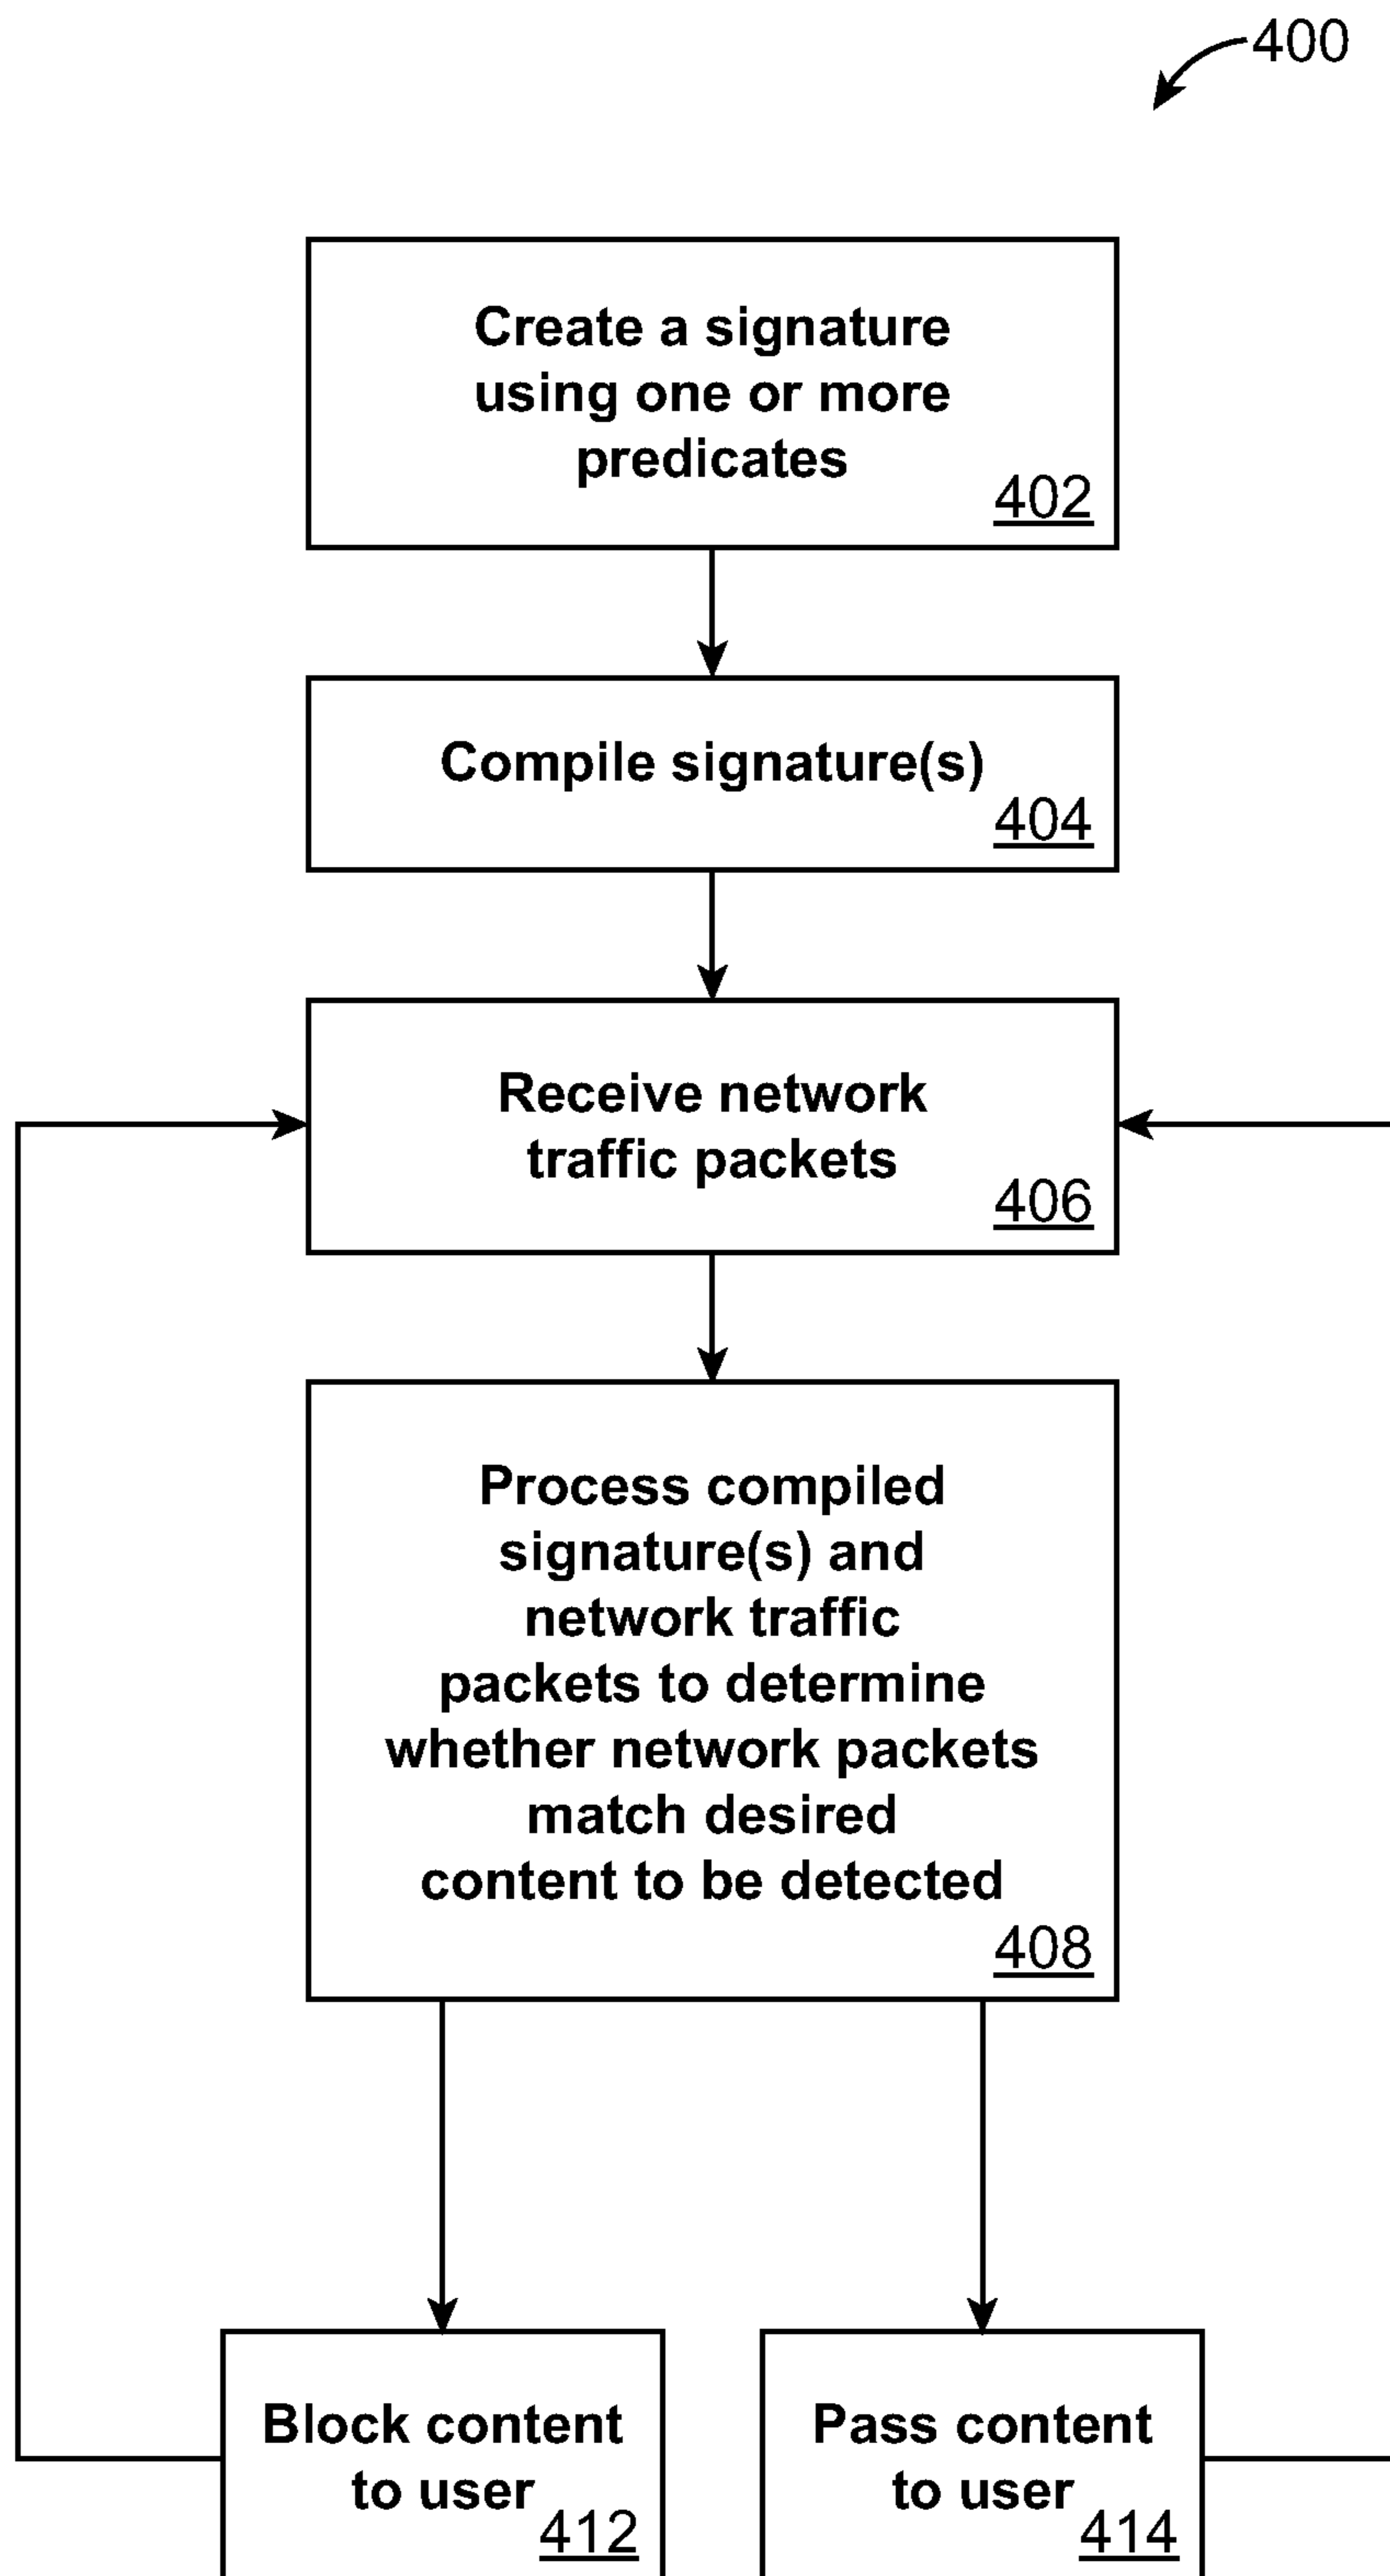 400
Create a signature
using one or more
predicates
402
Compile signature(s)
404
Receive network
traffic packets
406
Process compiled
signature(s) and
network traffic
packets to determine
whether network packets
match desired
content to be detected
408
Block content
to user
412
Pass content
to user
414